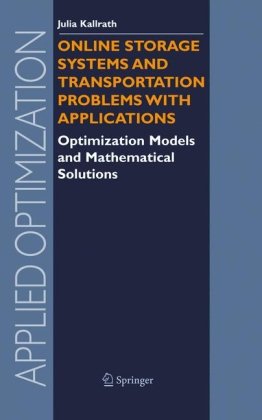 Julia Kallrath
ONLINE STORAGE
SYSTEMS AND
TRANSPORTATION
PROBLEMS WITH
APPLICATIONS
Optimization Models
and Mathematical
Solutions
APPLIED OPTIMIZATION
Springer